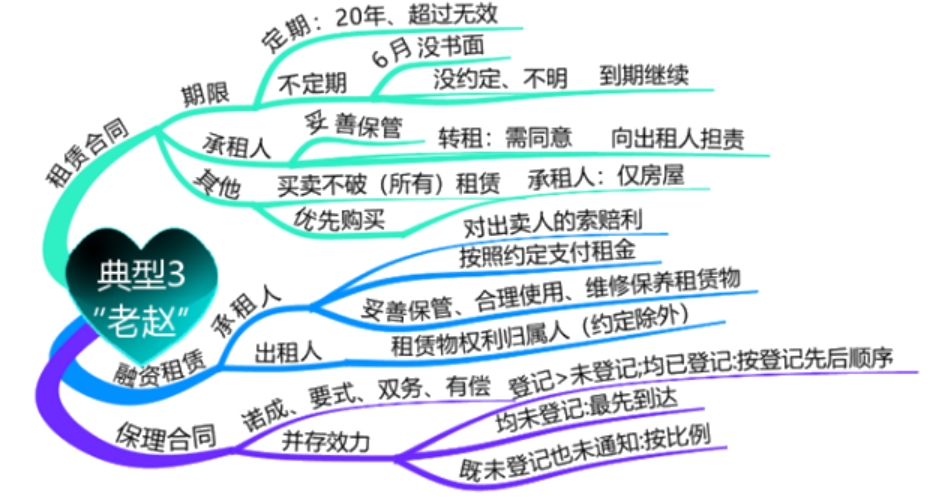 典型3
“老赵”
租赁合同
期限
定期：20年、超过无效
不定期
6月 没书面
没约定、不明 到期继续
承租人
妥善保管
转租：需同意 向出租人担责
其他
买卖不破（所有）租赁
优先购买
承租人：仅房屋
融资租赁
承租人
对出卖人的索赔利
按照约定支付租金
妥善保管、合理使用、维修保养租赁物
出租人
租赁物权利归属人（约定除外）
保理合同
诺成、要式、双务、有偿
并存效力
登记>未登记;均已登记:按登记先后顺序
均未登记:最先到达
既未登记也未通知:按比例